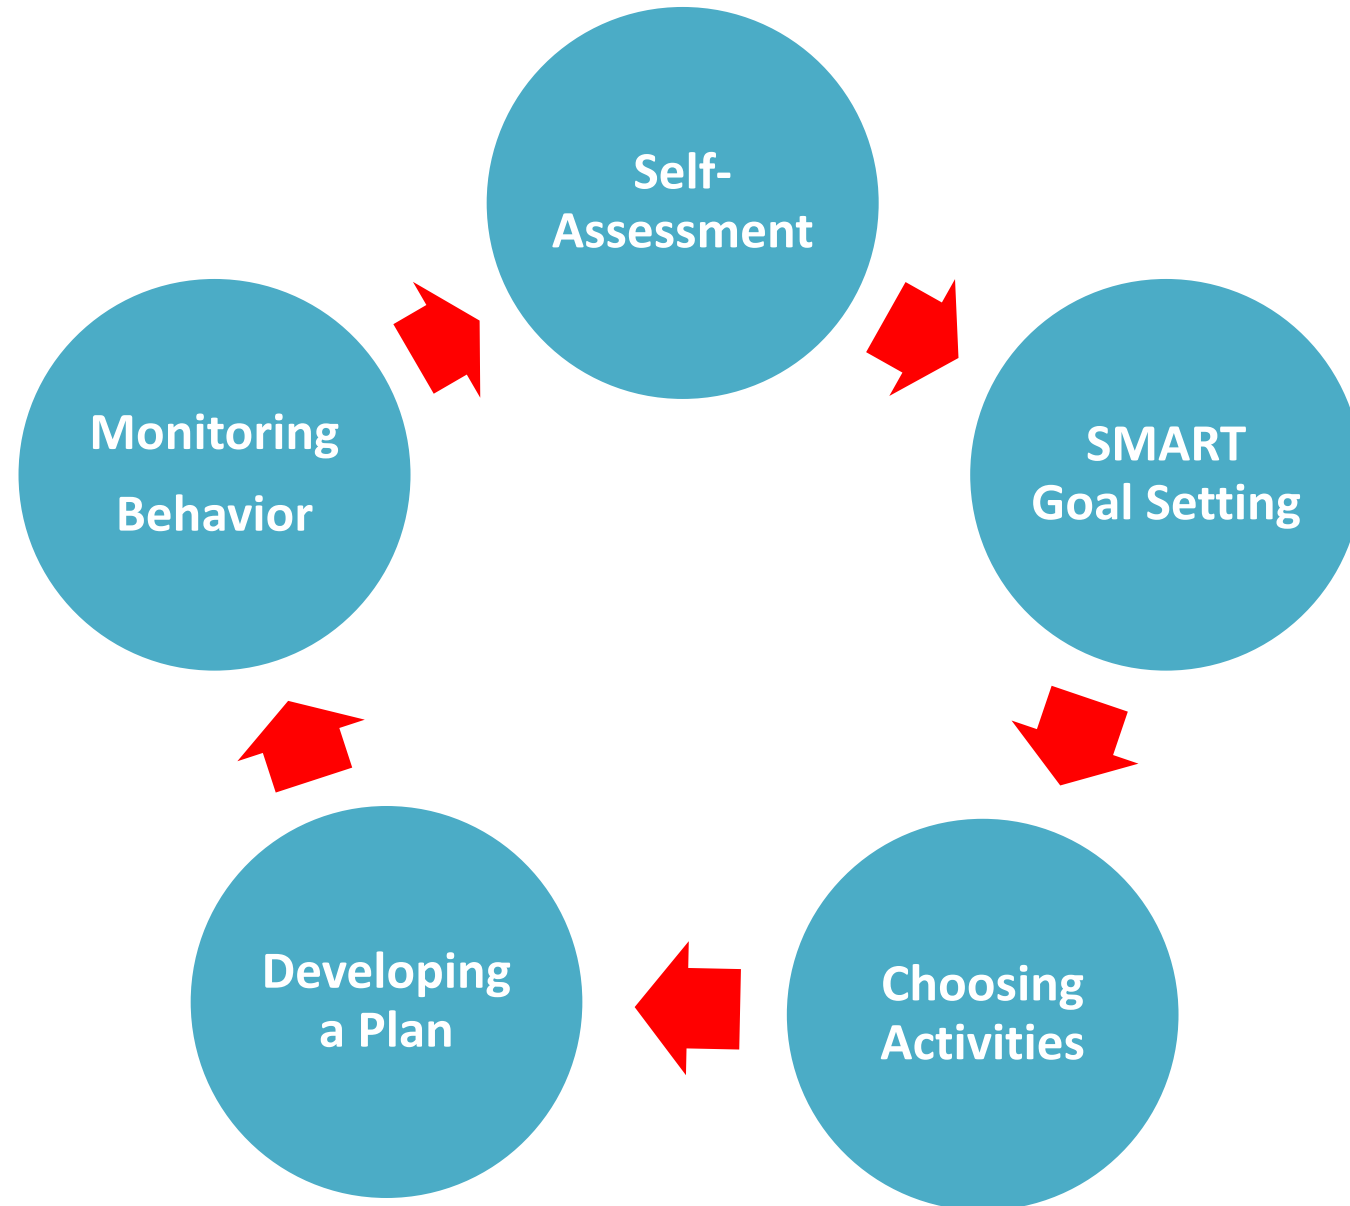 Self-
Assessment
SMART
Goal Setting
Choosing
Activities
Developing
a Plan
Monitoring
Behavior